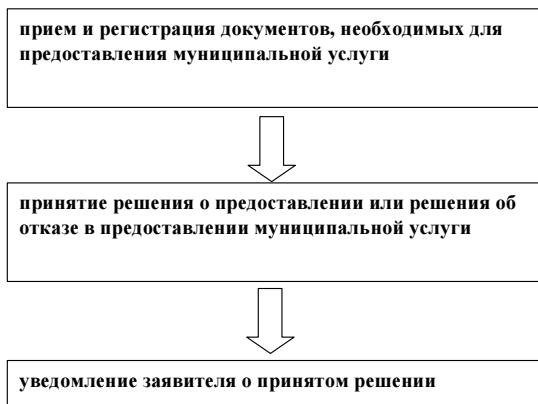 прием и регистрация документов, необходимых для
предоставления муниципальной услуги
принятие решения о предоставлении или решения об
отказе в предоставлении муниципальной услуги
уведомление заявителя о принятом решении